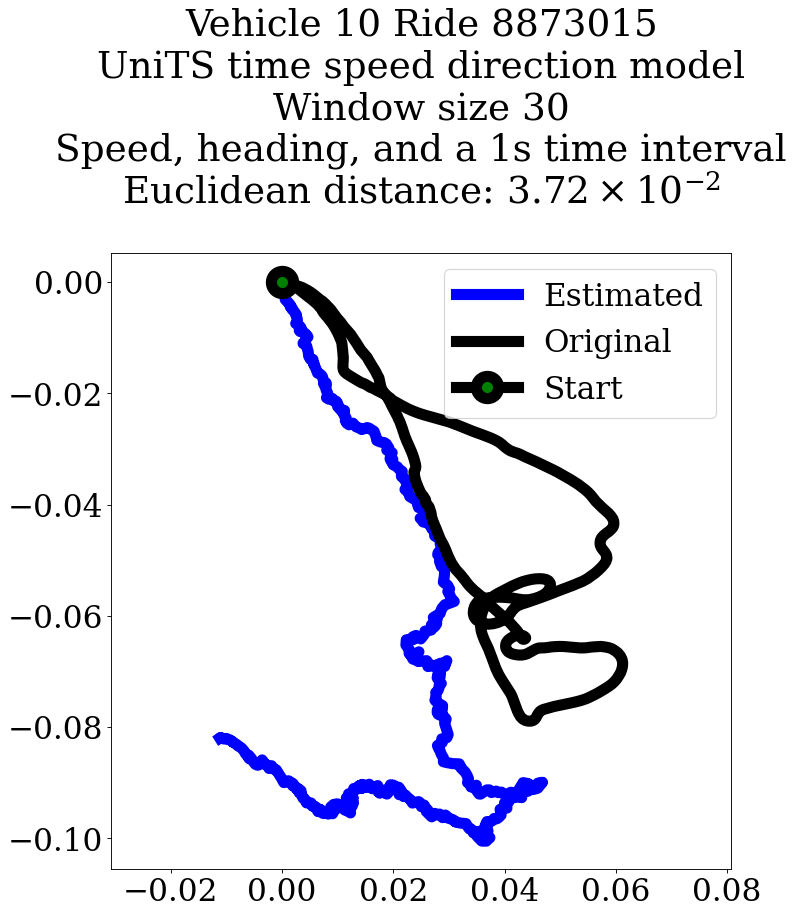 Vehicle 10 Ride 8873015
UniTS time speed direction model
Window size 30
Speed, heading, and a 1s time interval
Euclidean distance: 3.72 × 10⁻²
0.00
−0.02
−0.04
−0.06
−0.08
−0.10
Estimated
Original
Start
−0.02 0.00 0.02 0.04 0.06 0.08